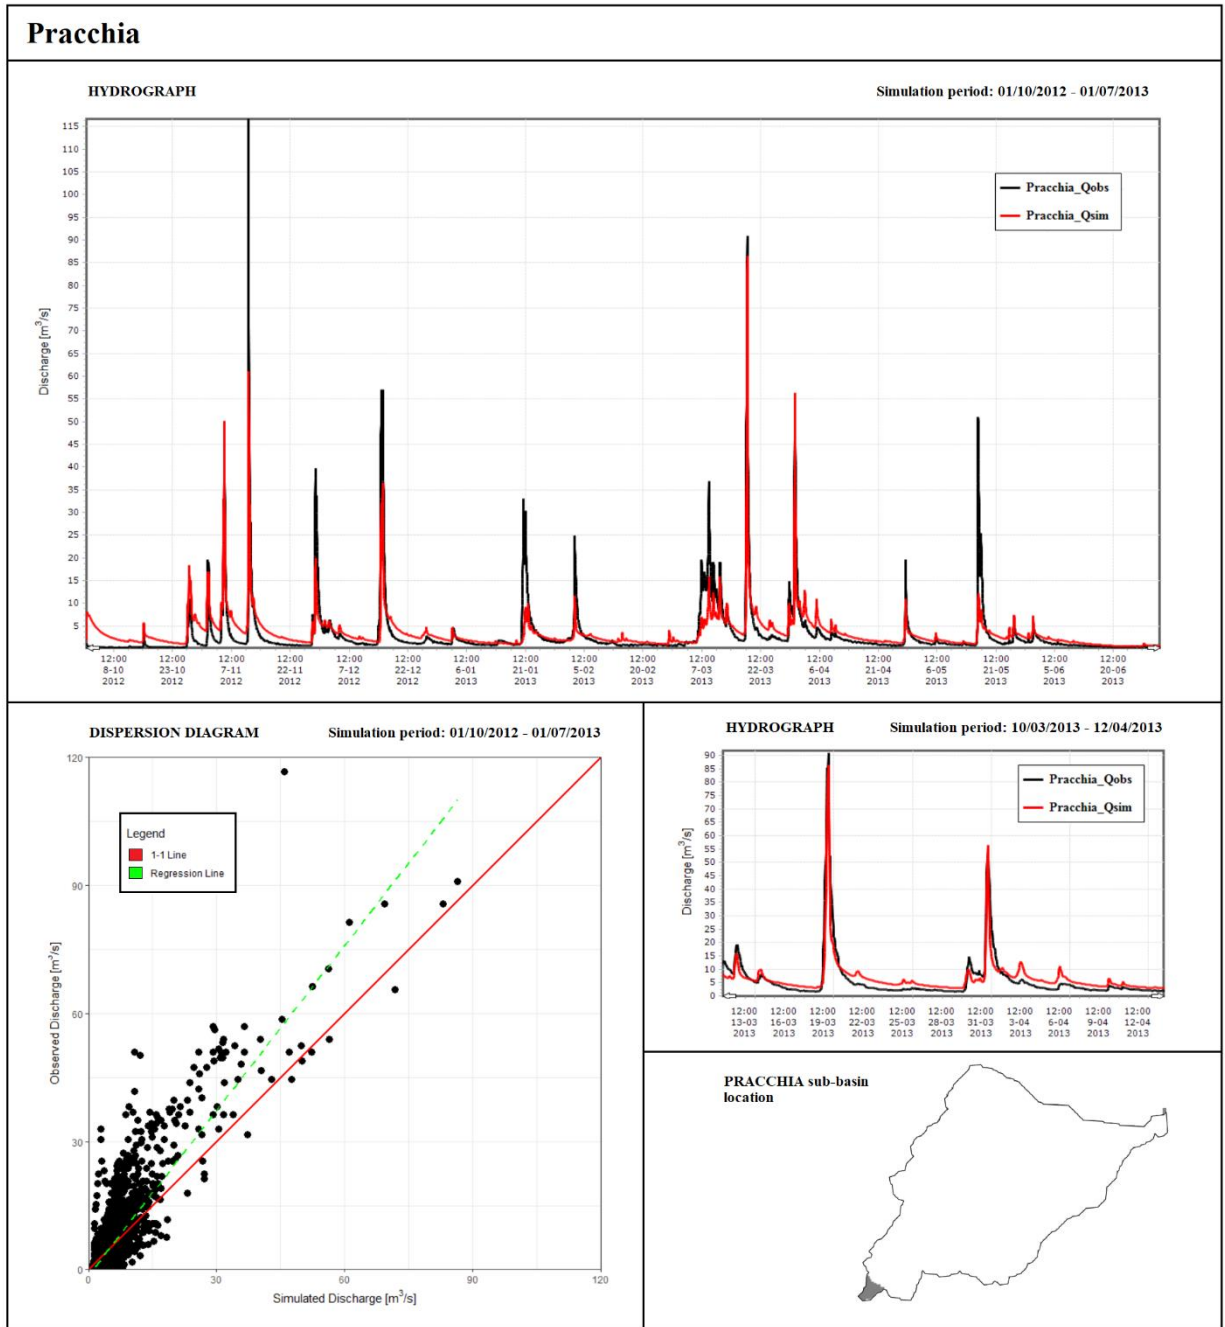 Pracchia
HYDROGRAPH
Simulation period: 01/10/2012 - 01/07/2013
115
110
105
100
95
90
85
80
75
70
65
60
55
50
45
40
35
30
25
20
15
10
5
Discharge [m³/s]
Pracchia_Qobs
Pracchia_Qsim
12:00 12:00 12:00 12:00 12:00 12:00 12:00 12:00 12:00 12:00 12:00 12:00 12:00 12:00 12:00 12:00 12:00 12:00
8-10 23-10 7-11 22-11 7-12 22-12 6-01 21-01 5-02 20-02 7-03 22-03 6-04 21-04 6-05 21-05 5-06 20-06
2012 2012 2012 2012 2012 2012 2013 2013 2013 2013 2013 2013 2013 2013 2013 2013 2013 2013
DISPERSION DIAGRAM
Simulation period: 01/10/2012 - 01/07/2013
120
90
60
30
0
Observed Discharge [m³/s]
Legend
1-1 Line
Regression Line
0 30 60 90 120
Simulated Discharge [m³/s]
HYDROGRAPH
Simulation period: 10/03/2013 - 12/04/2013
90
85
80
75
70
65
60
55
50
45
40
35
30
25
20
15
10
5
0
Discharge [m³/s]
Pracchia_Qobs
Pracchia_Qsim
12:00 12:00 12:00 12:00 12:00 12:00 12:00 12:00 12:00 12:00 12:00
13-03 16-03 19-03 22-03 25-03 28-03 31-03 3-04 6-04 9-04 12-04
2013 2013 2013 2013 2013 2013 2013 2013 2013 2013 2013
PRACCHIA sub-basin
location